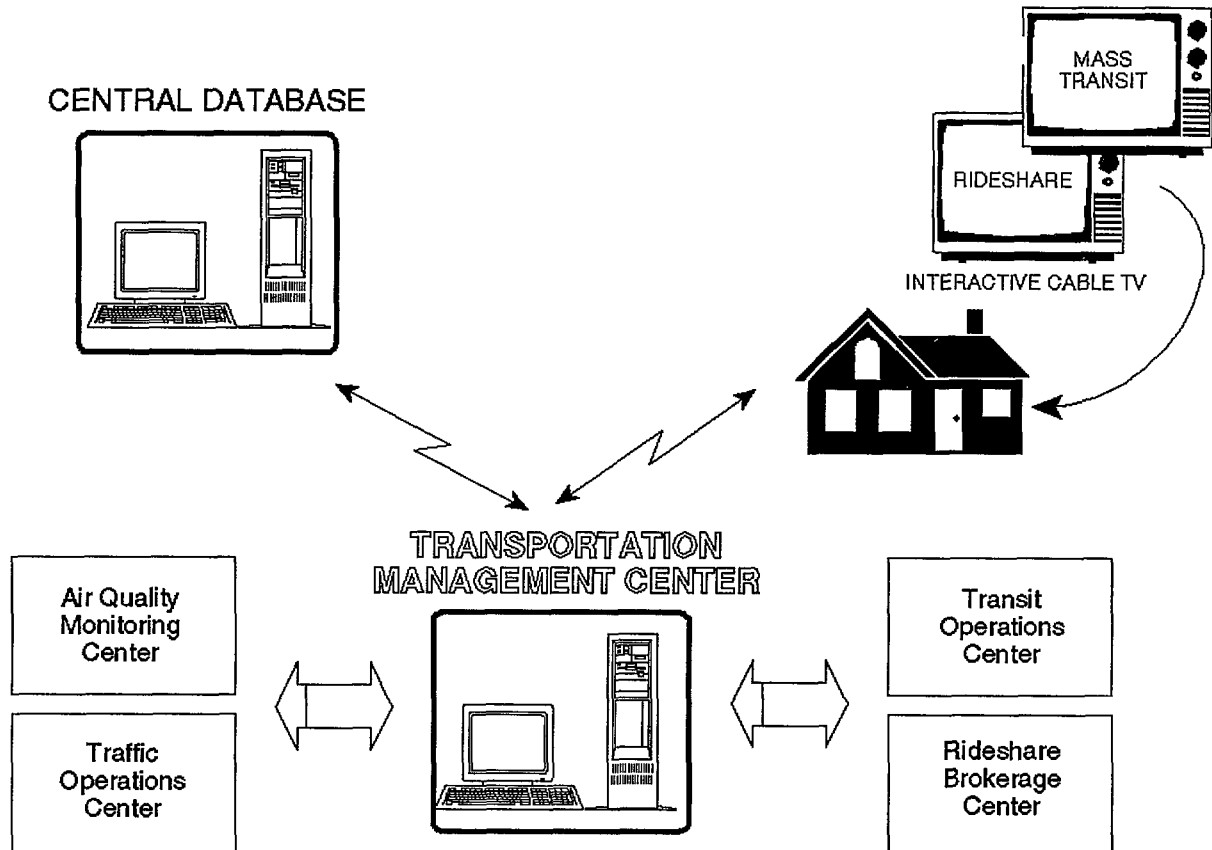 CENTRAL DATABASE
MASS
TRANSIT
RIDESHARE
INTERACTIVE CABLE TV
TRANSPORTATION
MANAGEMENT CENTER
Air Quality
Monitoring
Center
Traffic
Operations
Center
Transit
Operations
Center
Rideshare
Brokerage
Center